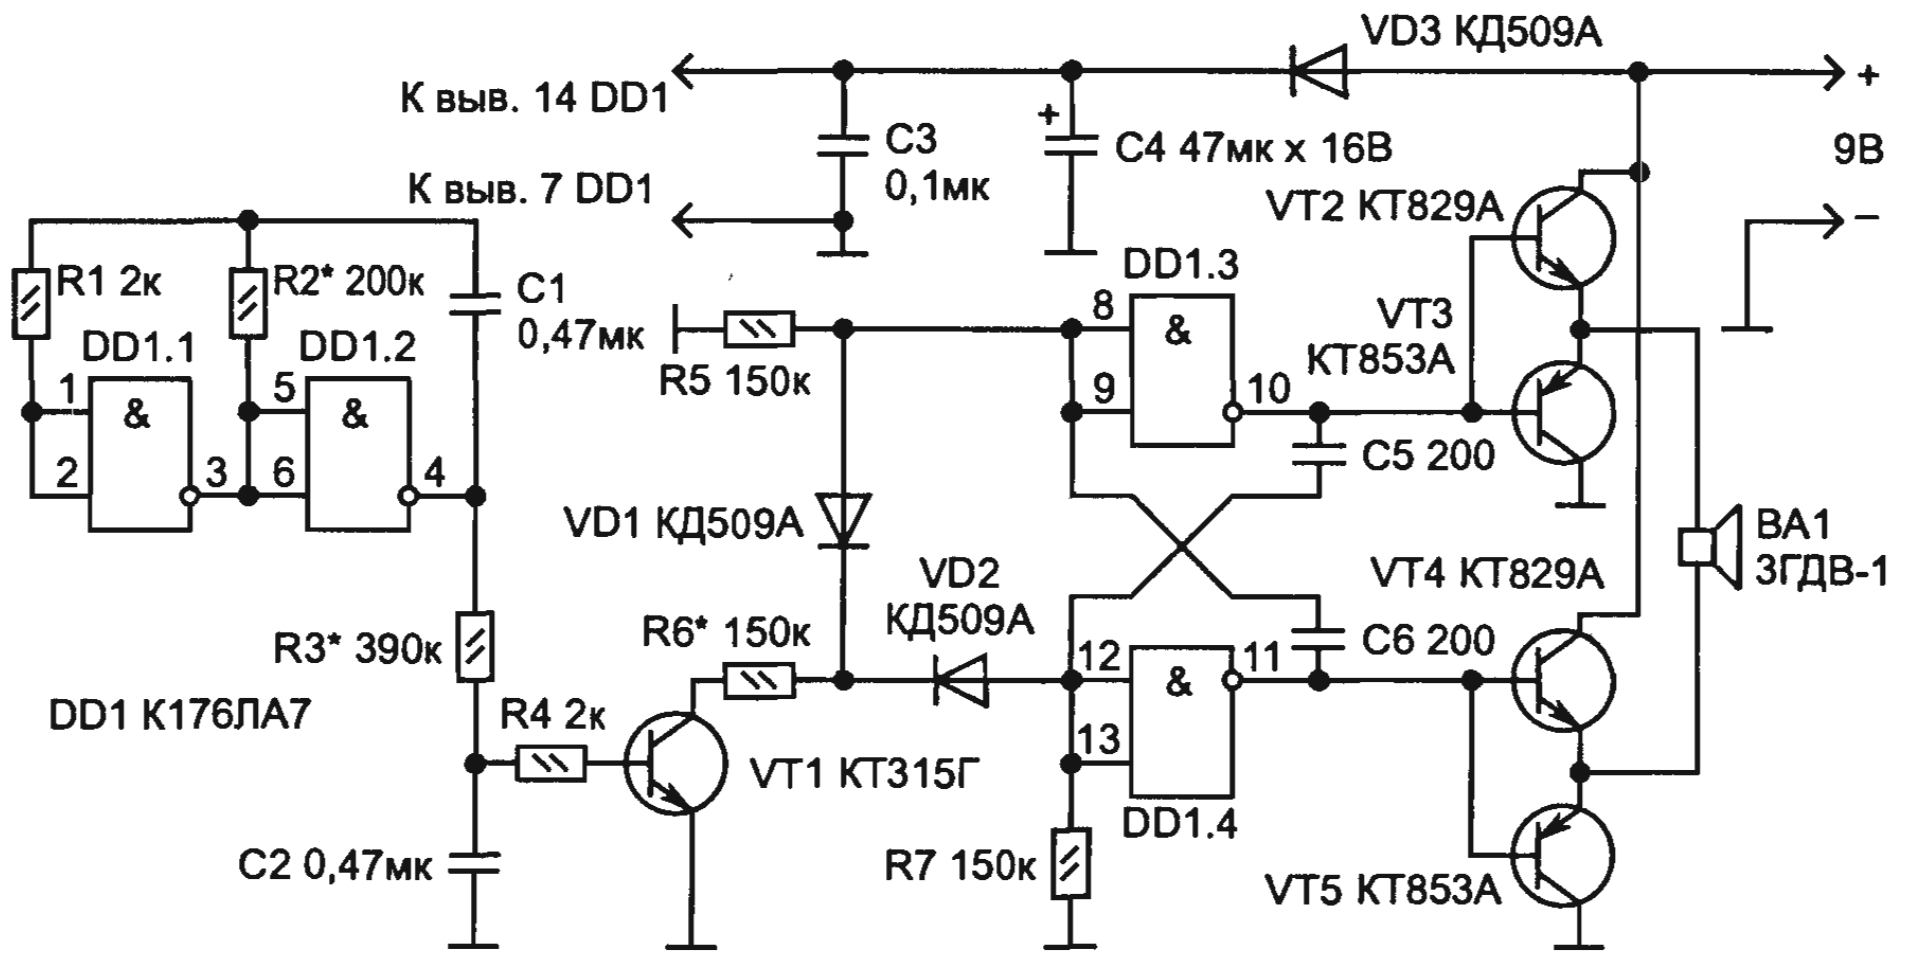 VD3 КД509А
К выв. 14 DD1
+
+
C3
0,1мк
C4 47мк x 16В
9В
К выв. 7 DD1
VT2 КТ829А
–
R1 2к
R2* 200к
C1
0,47мк
DD1.3
8
&
VT3
КТ853А
DD1.1
DD1.2
R5 150к
1
&
5
&
9
10
2
3
6
4
C5 200
VD1 КД509А
VD2
КД509А
BA1
3ГДВ-1
VT4 КТ829А
R3* 390к
R6* 150к
12
&
11
C6 200
DD1 К176ЛА7
R4 2к
13
VT1 КТ315Г
DD1.4
C2 0,47мк
R7 150к
VT5 КТ853А